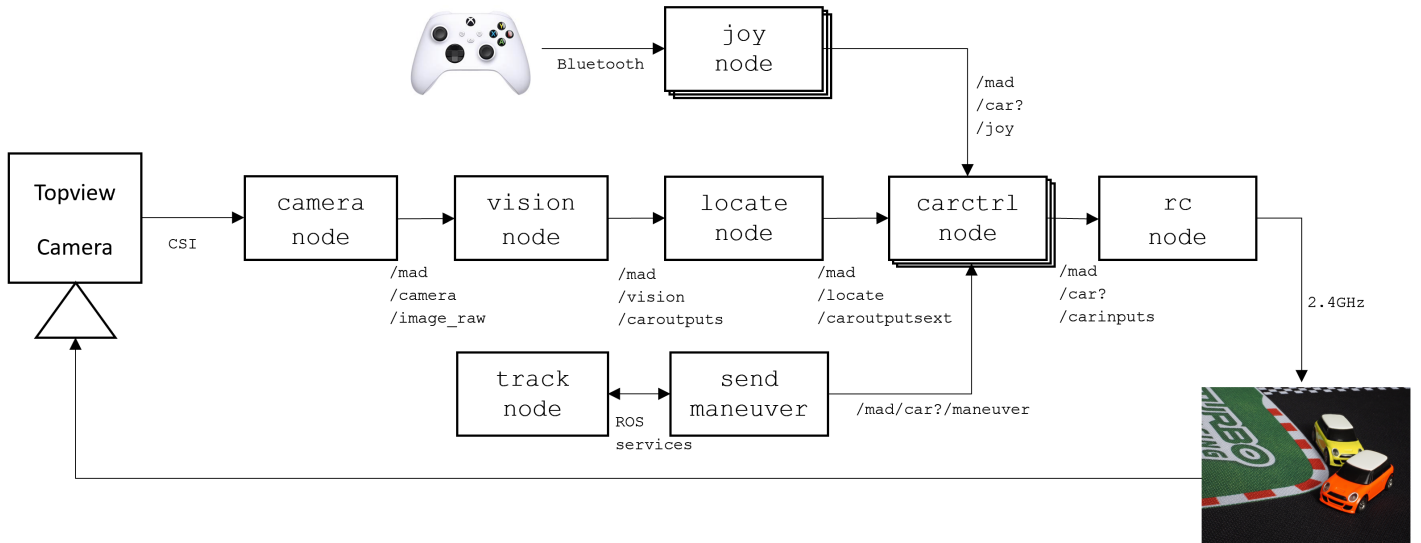 joy
node
Bluetooth
/mad
/car?
/joy
Topview
Camera
CSI
camera
node
/mad
/camera
/image_raw
vision
node
/mad
/vision
/caroutputs
locate
node
/mad
/locate
/caroutputsext
carctrl
node
/mad
/car?
/carinputs
rc
node
2.4GHz
track
node
ROS
services
send
maneuver
/mad/car?/maneuver